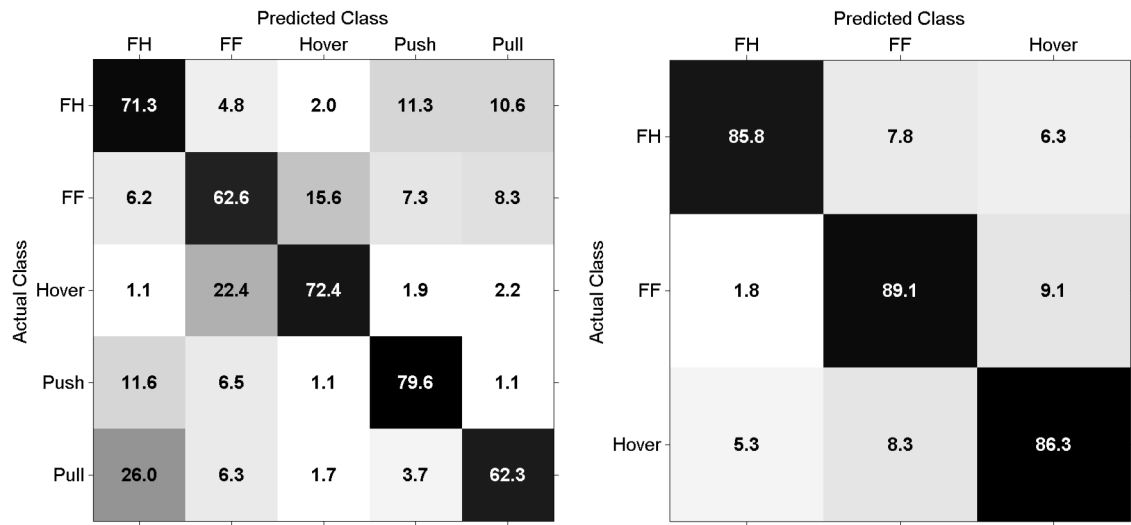 Predicted Class
FH FF Hover Push Pull
Actual Class
FH 71.3 4.8 2.0 11.3 10.6
FF 6.2 62.6 15.6 7.3 8.3
Hover 1.1 22.4 72.4 1.9 2.2
Push 11.6 6.5 1.1 79.6 1.1
Pull 26.0 6.3 1.7 3.7 62.3
Predicted Class
FH FF Hover
Actual Class
FH 85.8 7.8 6.3
FF 1.8 89.1 9.1
Hover 5.3 8.3 86.3